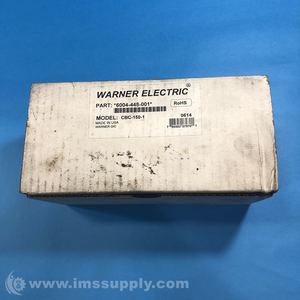 WARNER ELECTRIC®
PART: "6004-448-001"
RoHS
MODEL: CBC-150-1
0614
MADE IN USA
WARNER O/C
© www.imssupply.com